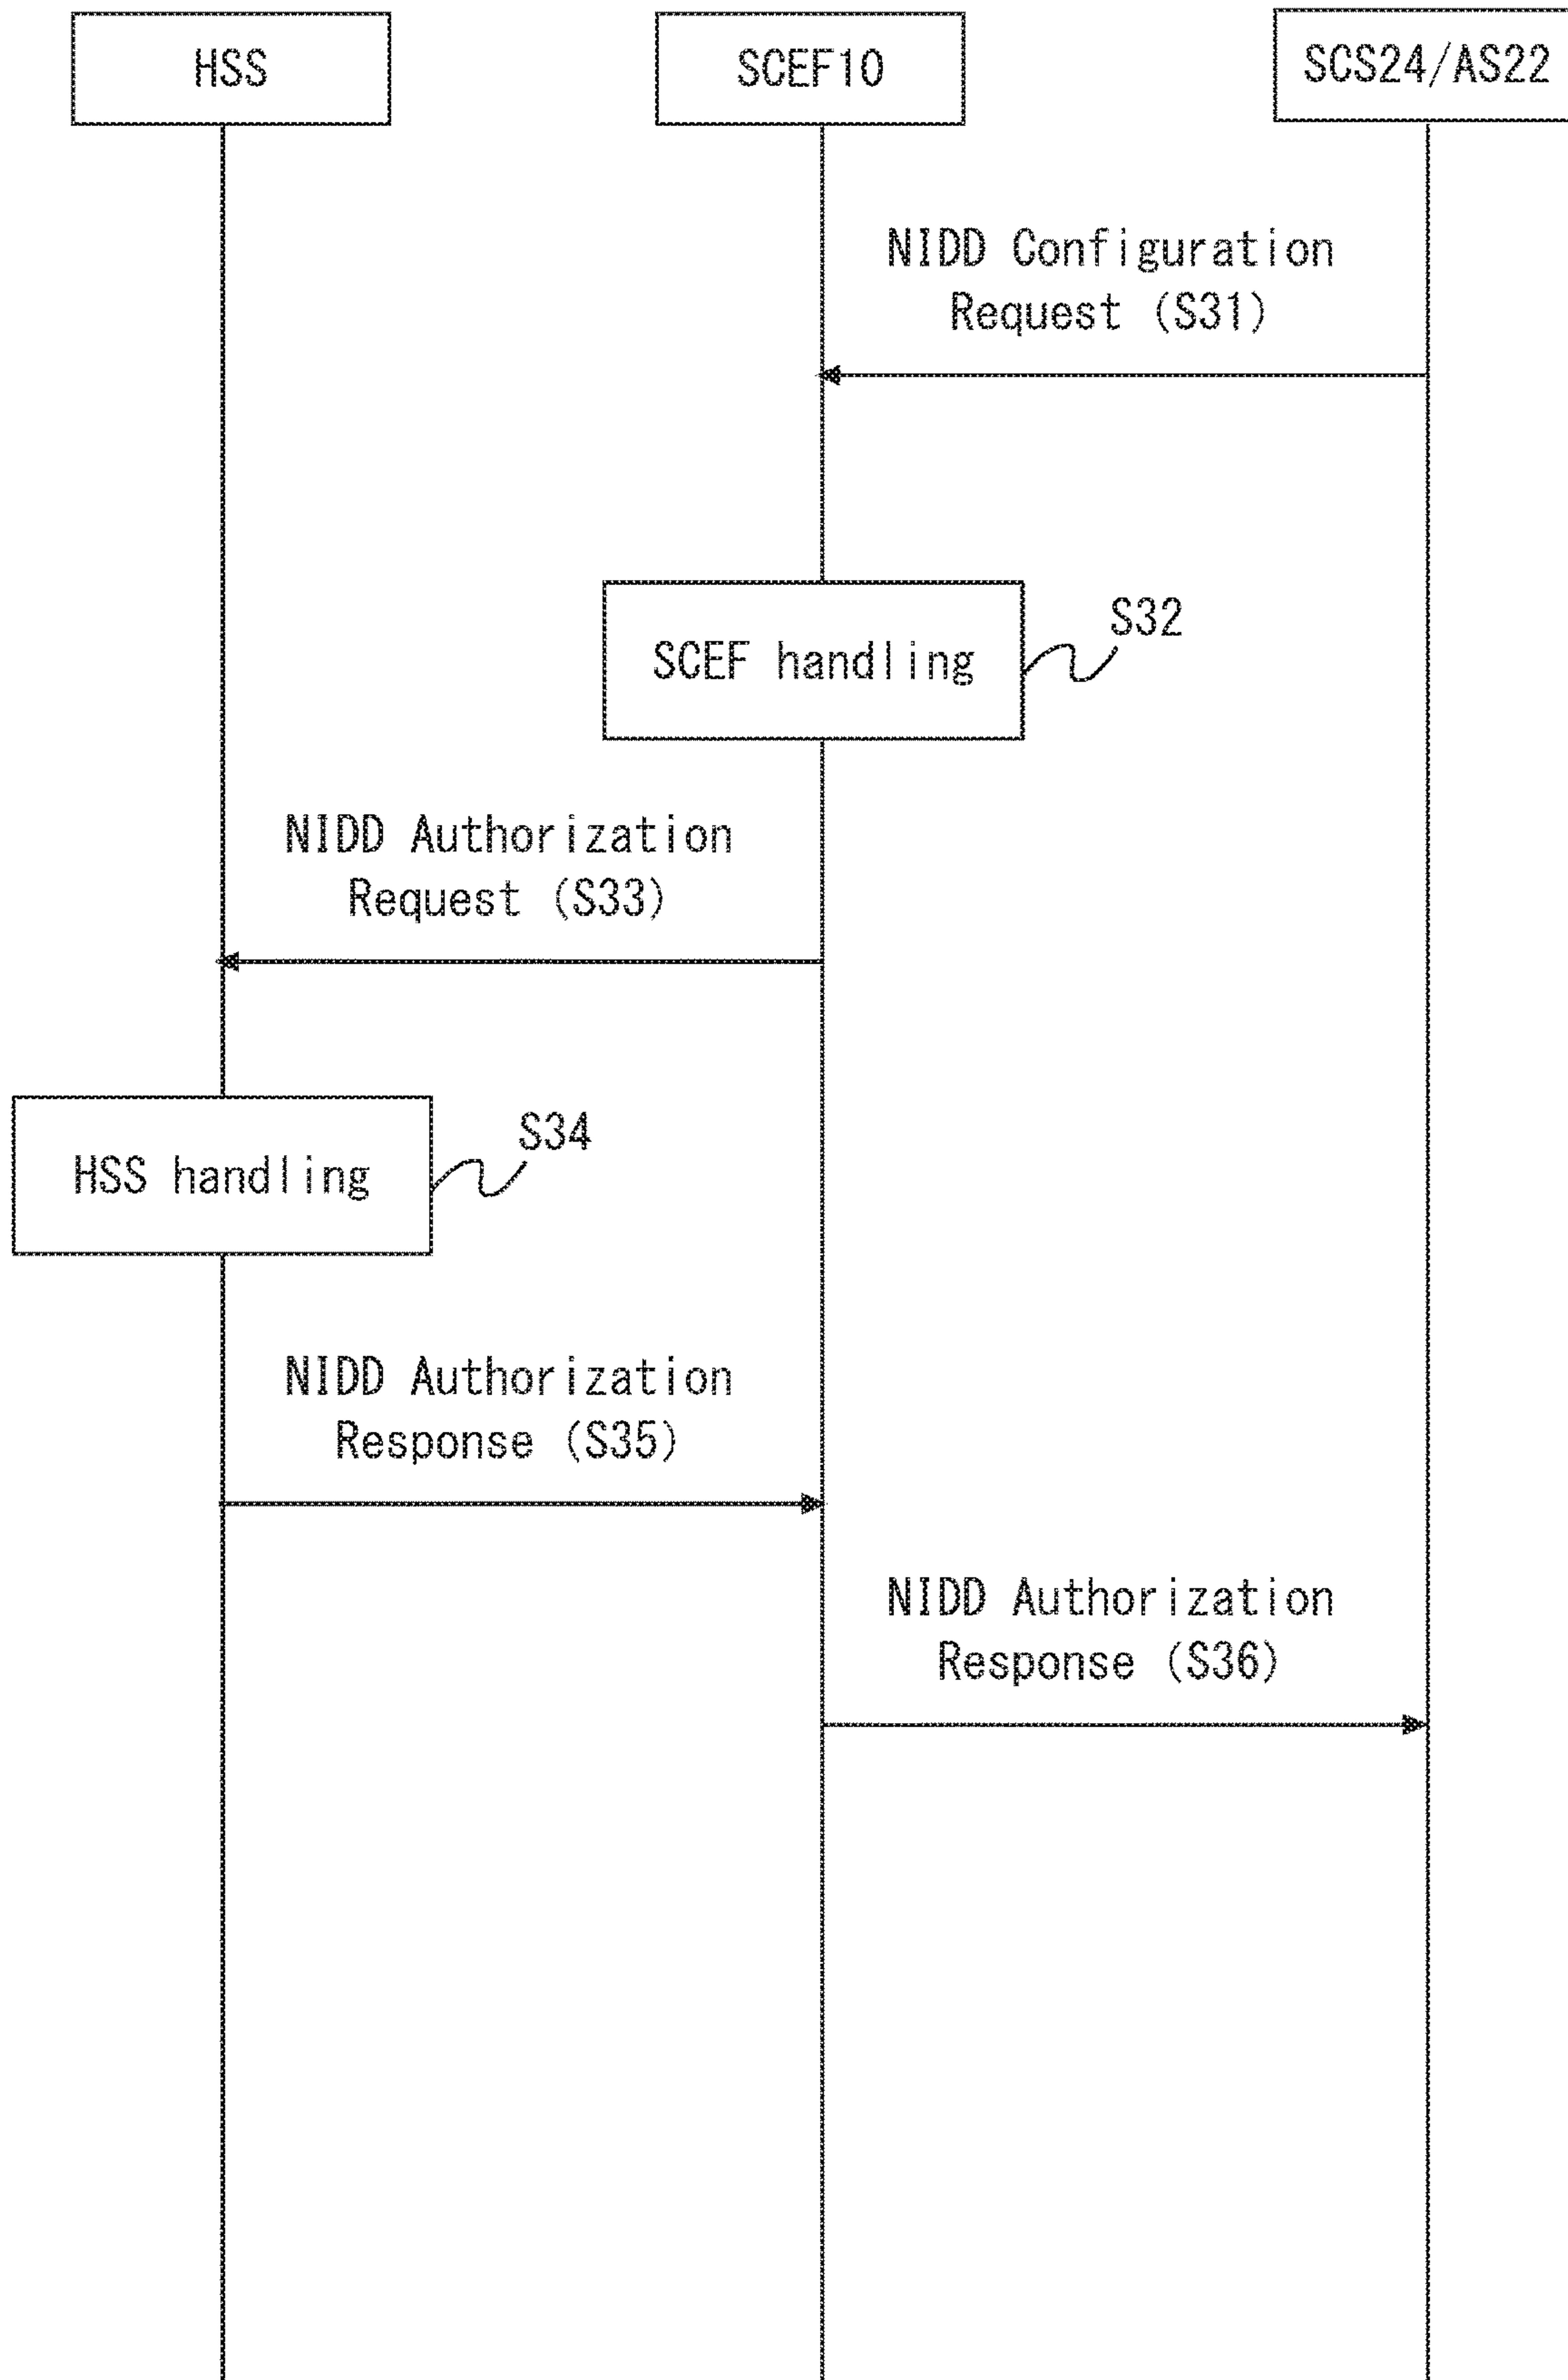 HSS
SCEF10
SCS24/AS22
NIDD Configuration
Request (S31)
SCEF handling
S32
NIDD Authorization
Request (S33)
HSS handling
S34
NIDD Authorization
Response (S35)
NIDD Authorization
Response (S36)